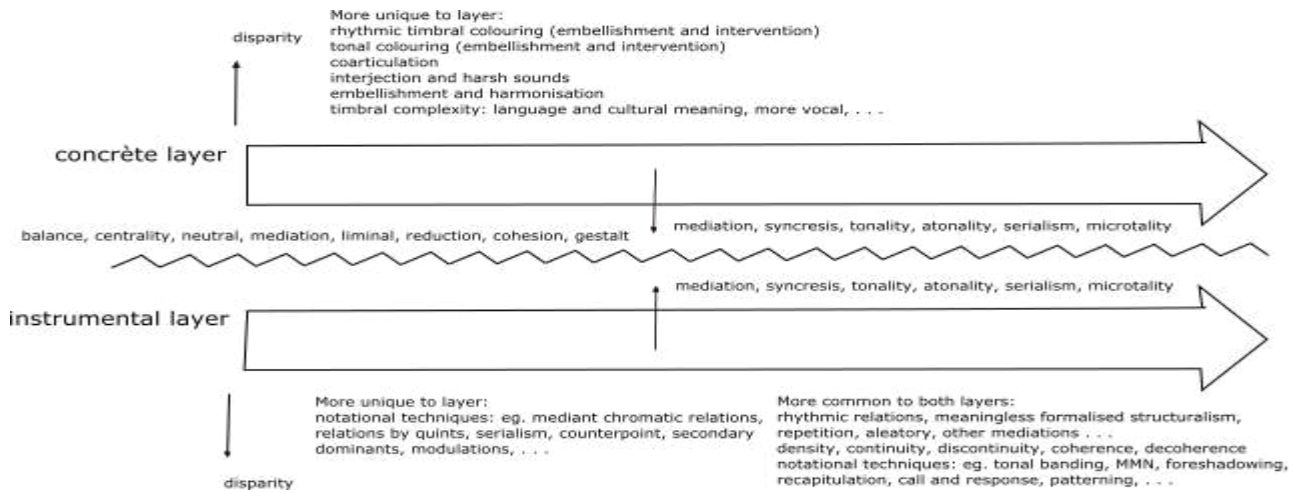 More unique to layer:
rhythmic timbral colouring (embellishment and intervention)
disparity
tonal colouring (embellishment and intervention)
coarticulation
interjection and harsh sounds
embellishment and harmonisation
timbral complexity: language and cultural meaning, more vocal, . . .
concrète layer
mediation, syncresis, tonality, atonality, serialism, microtality
balance, centrality, neutral, mediation, liminal, reduction, cohesion, gestalt
mediation, syncresis, tonality, atonality, serialism, microtality
instrumental layer
More unique to layer:
notational techniques: eg. mediant chromatic relations,
relations by quints, serialism, counterpoint, secondary
dominants, modulations, . . .
More common to both layers:
rhythmic relations, meaningless formalised structuralism,
repetition, aleatory, other mediations . . .
density, continuity, discontinuity, coherence, decoherence
notational techniques: eg. tonal banding, MMN, foreshadowing,
recapitulation, call and response, patterning, . . .
disparity